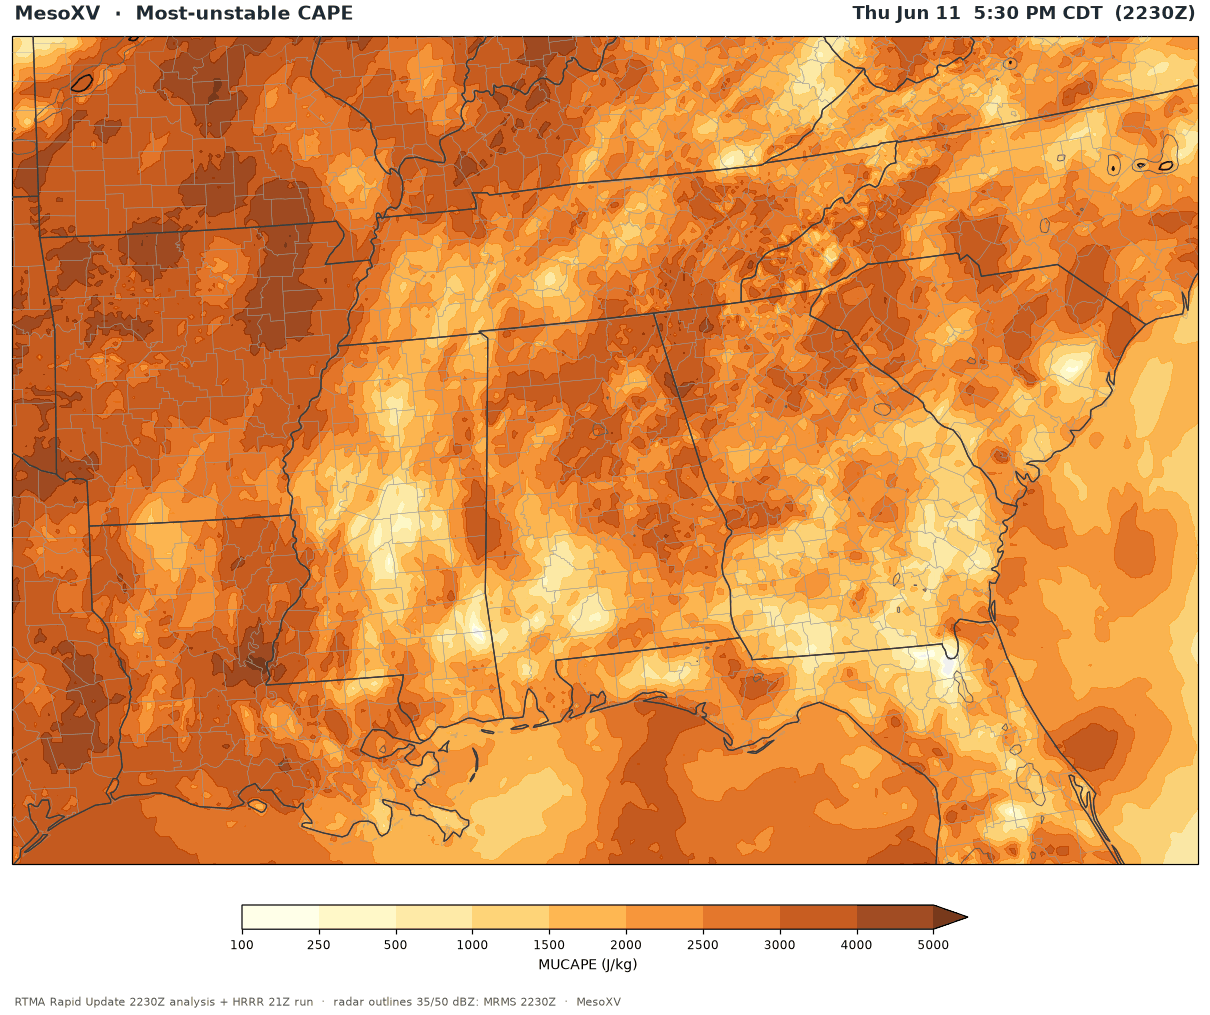 MesoXV · Most-unstable CAPE
Thu Jun 11 5:30 PM CDT (2230Z)
100 250 500 1000 1500 2000 2500 3000 4000 5000
MUCAPE (J/kg)
RTMA Rapid Update 2230Z analysis + HRRR 21Z run · radar outlines 35/50 dBZ: MRMS 2230Z · MesoXV